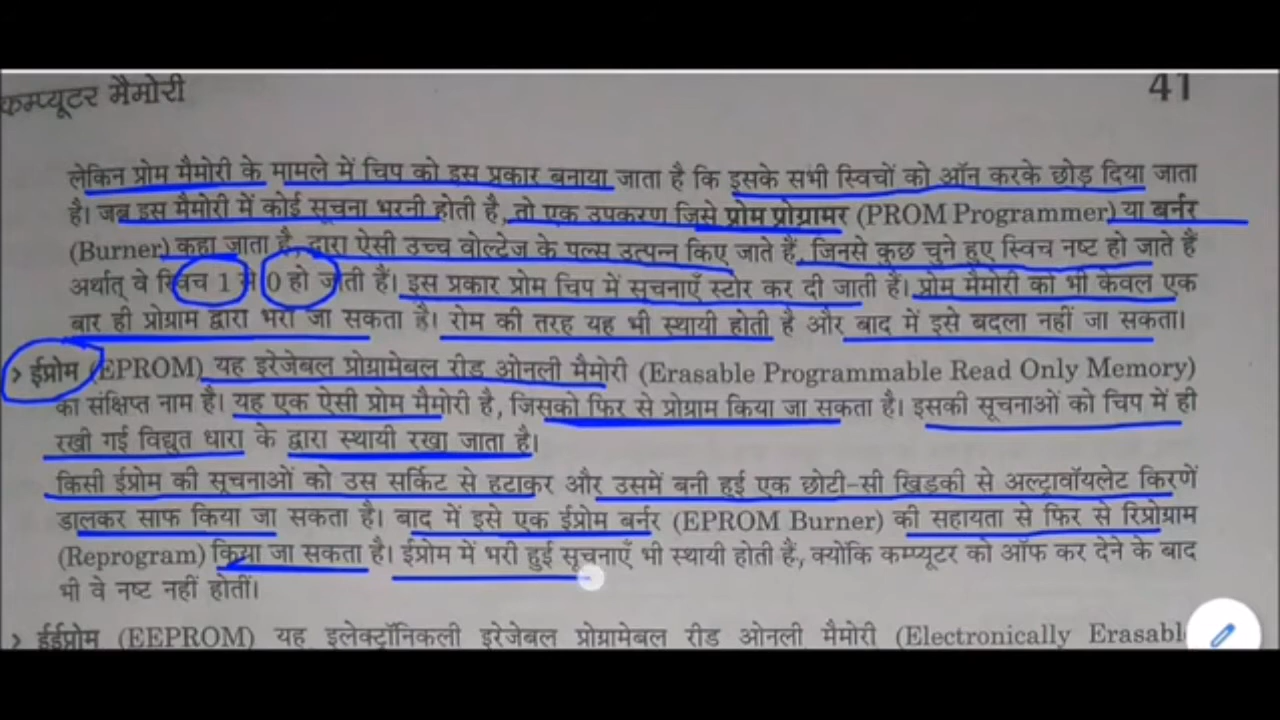 कम्प्यूटर मैमोरी
41
लेकिन प्रोम मैमोरी के मामले में चिप को इस प्रकार बनाया जाता है कि इसके सभी स्विचों को ऑन करके छोड़ दिया जाता
है। जब इस मैमोरी में कोई सूचना भरनी होती है, तो एक उपकरण जिसे प्रोम प्रोग्रामर (PROM Programmer) या बर्नर
(Burner) कहा जाता है, द्वारा ऐसी उच्च वोल्टेज के पल्स उत्पन्न किए जाते हैं, जिनसे कुछ चुने हुए स्विच नष्ट हो जाते हैं
अर्थात् वे स्विच 1 से 0 हो जाती हैं। इस प्रकार प्रोम चिप में सूचनाएँ स्टोर कर दी जाती हैं। प्रोम मैमोरी को भी केवल एक
बार ही प्रोग्राम द्वारा भरा जा सकता है। रोम की तरह यह भी स्थायी होती है और बाद में इसे बदला नहीं जा सकता।
› ईप्रोम (EPROM) यह इरेजेबल प्रोग्रामेबल रीड ओनली मैमोरी (Erasable Programmable Read Only Memory)
का संक्षिप्त नाम है। यह एक ऐसी प्रोम मैमोरी है, जिसको फिर से प्रोग्राम किया जा सकता है। इसकी सूचनाओं को चिप में ही
रखी गई विद्युत धारा के द्वारा स्थायी रखा जाता है।
किसी ईप्रोम की सूचनाओं को उस सर्किट से हटाकर और उसमें बनी हुई एक छोटी-सी खिड़की से अल्ट्रावॉयलेट किरणें
डालकर साफ किया जा सकता है। बाद में इसे एक ईप्रोम बर्नर (EPROM Burner) की सहायता से फिर से रिप्रोग्राम
(Reprogram) किया जा सकता है। ईप्रोम में भरी हुई सूचनाएँ भी स्थायी होती हैं, क्योंकि कम्प्यूटर को ऑफ कर देने के बाद
भी वे नष्ट नहीं होतीं।
› ईईप्रोम (EEPROM) यह इलेक्ट्रॉनिकली इरेजेबल प्रोग्रामेबल रीड ओनली मैमोरी (Electronically Erasable